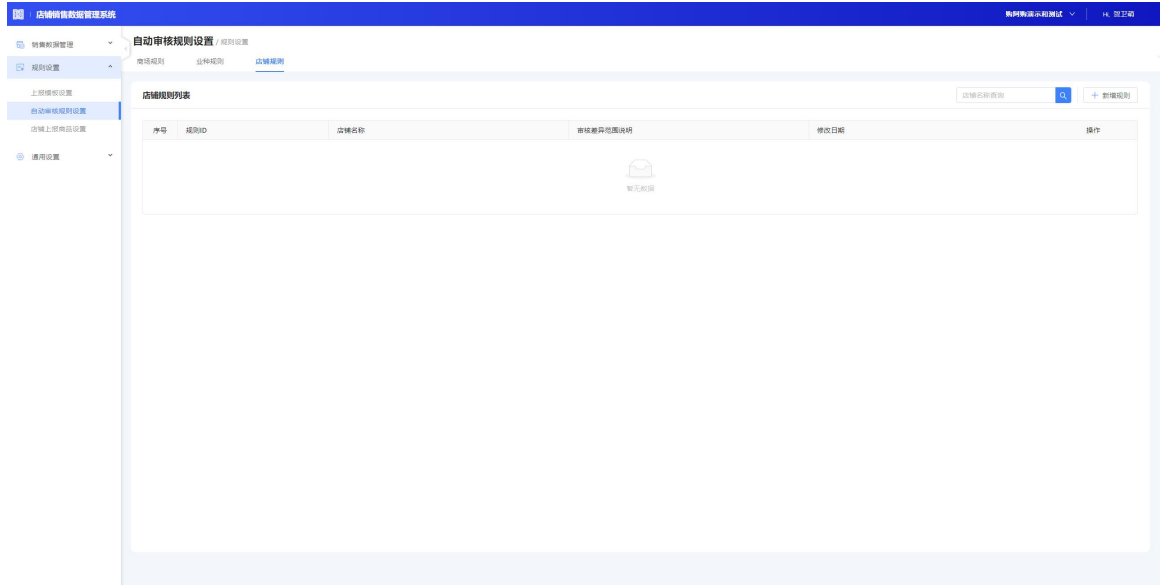 店铺销售数据管理系统
购阿购演示和测试
Hi, 贺卫萌
销售数据管理
规则设置
上报模板设置
自动审核规则设置
店铺上报商品设置
通用设置
自动审核规则设置 / 规则设置
商场规则 业种规则 店铺规则
店铺规则列表
店铺名称查询
+ 新增规则
序号 规则ID 店铺名称 审核差异范围说明 修改日期 操作
暂无数据